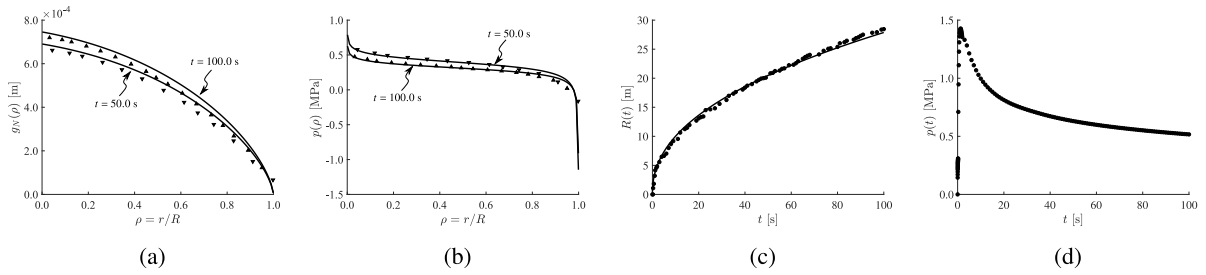 ×10⁻⁴
8.0
6.0
4.0
2.0
0.0
g_N(ρ) [m]
t = 100.0 s
t = 50.0 s
0.0 0.2 0.4 0.6 0.8 1.0
ρ = r/R
(a)
1.0
0.5
0.0
-0.5
-1.0
-1.5
p(ρ) [MPa]
t = 50.0 s
t = 100.0 s
0.0 0.2 0.4 0.6 0.8 1.0
ρ = r/R
(b)
30
25
20
15
10
5
0
R(t) [m]
0 20 40 60 80 100
t [s]
(c)
1.5
1.0
0.5
0.0
p(t) [MPa]
0 20 40 60 80 100
t [s]
(d)